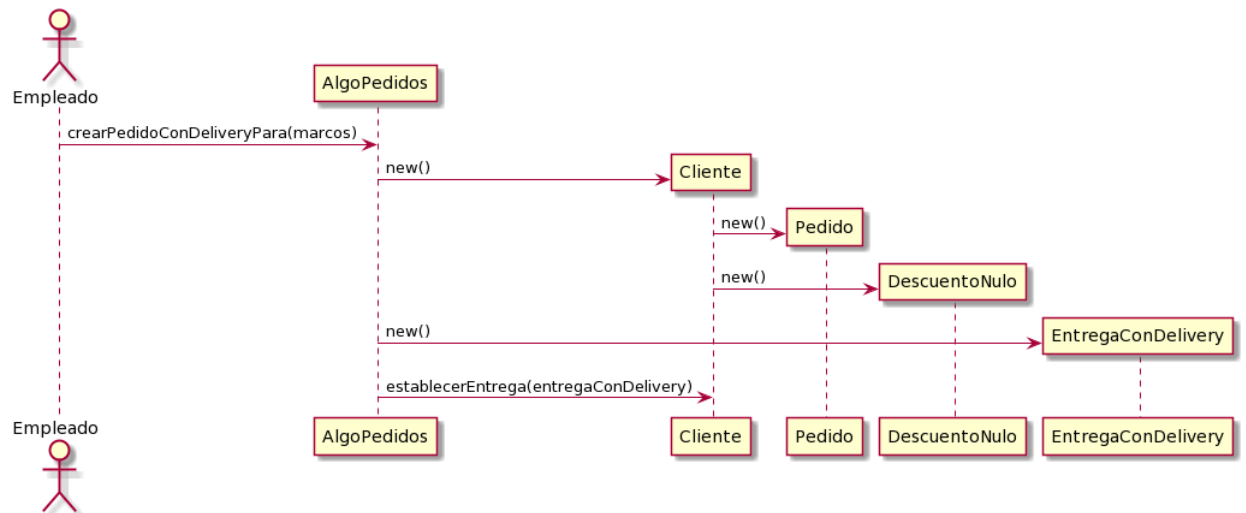 Empleado
AlgoPedidos
crearPedidoConDeliveryPara(marcos)
new()
Cliente
new()
Pedido
new()
DescuentoNulo
new()
EntregaConDelivery
establecerEntrega(entregaConDelivery)
Empleado
AlgoPedidos
Cliente
Pedido
DescuentoNulo
EntregaConDelivery